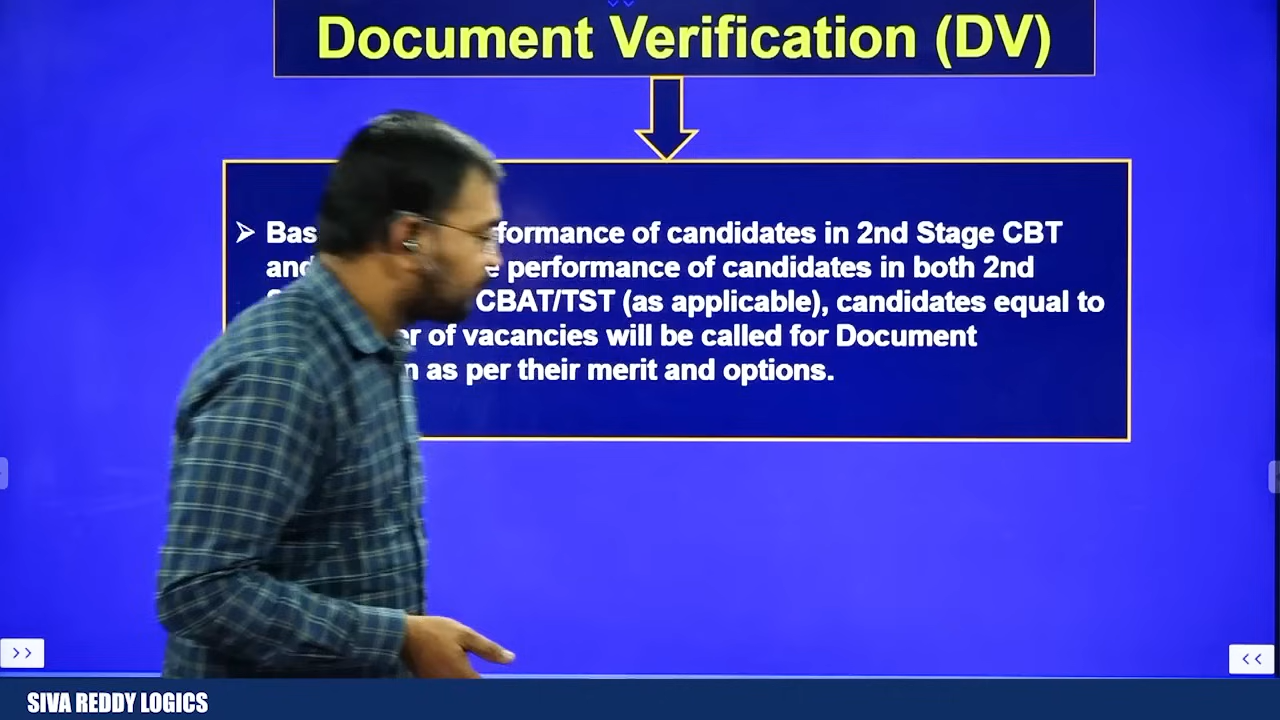 Document Verification (DV)
➢ Bas formance of candidates in 2nd Stage CBT
and e performance of candidates in both 2nd
CBAT/TST (as applicable), candidates equal to
er of vacancies will be called for Document
n as per their merit and options.
>>
<<
SIVA REDDY LOGICS